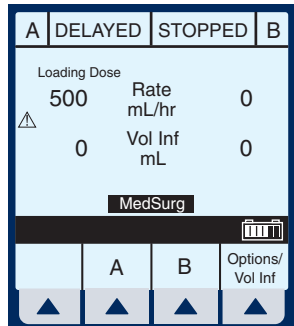 A DELAYED STOPPED B
Loading Dose
500 Rate mL/hr 0
0 Vol Inf mL 0
MedSurg
A B Options/
Vol Inf